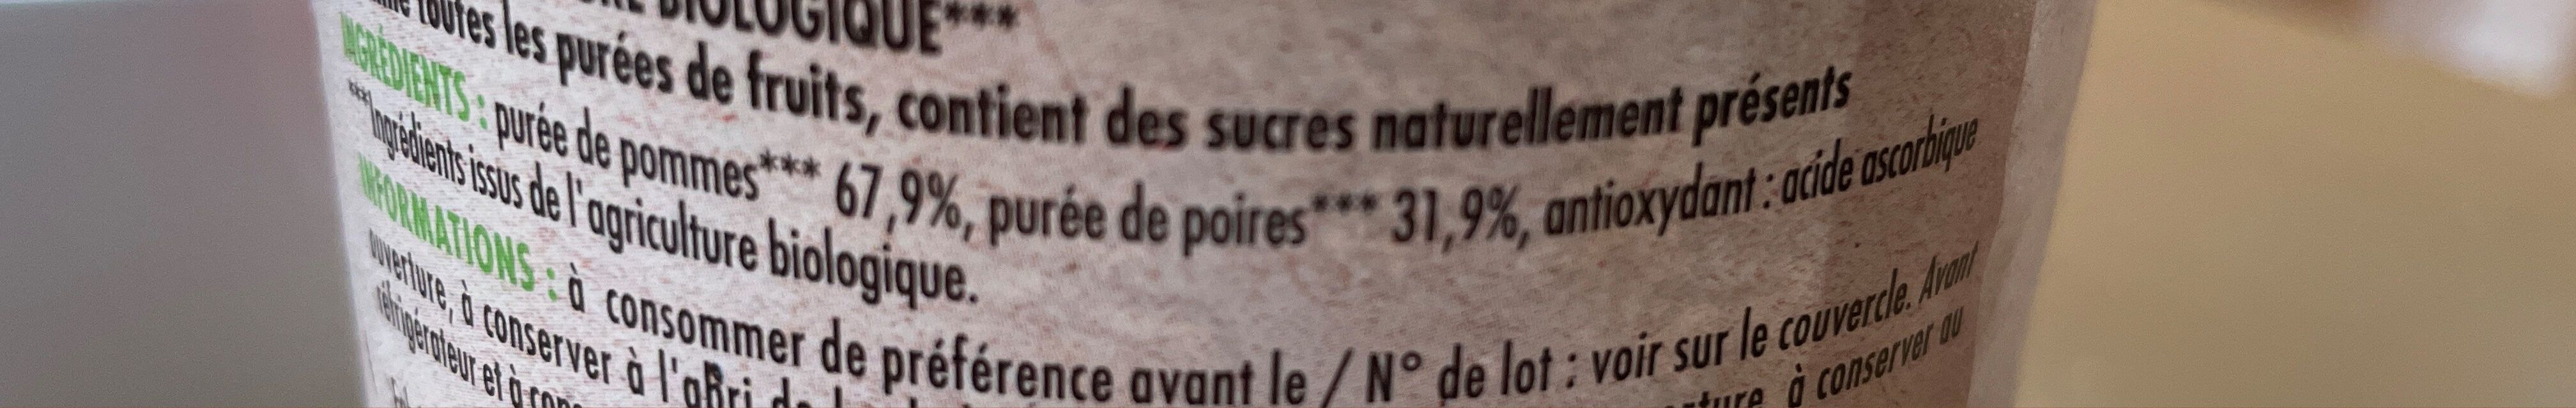 BIOLOGIQUE***
toutes les purées de fruits, contient des sucres naturellement présents
INGRÉDIENTS : purée de pommes*** 67,9%, purée de poires*** 31,9%, antioxydant : acide ascorbique
***Ingrédients issus de l'agriculture biologique.
INFORMATIONS : à consommer de préférence avant le / N° de lot : voir sur le couvercle. Avant
ouverture, à conserver à l'aBri de à conserver au
réfrigérateur et à